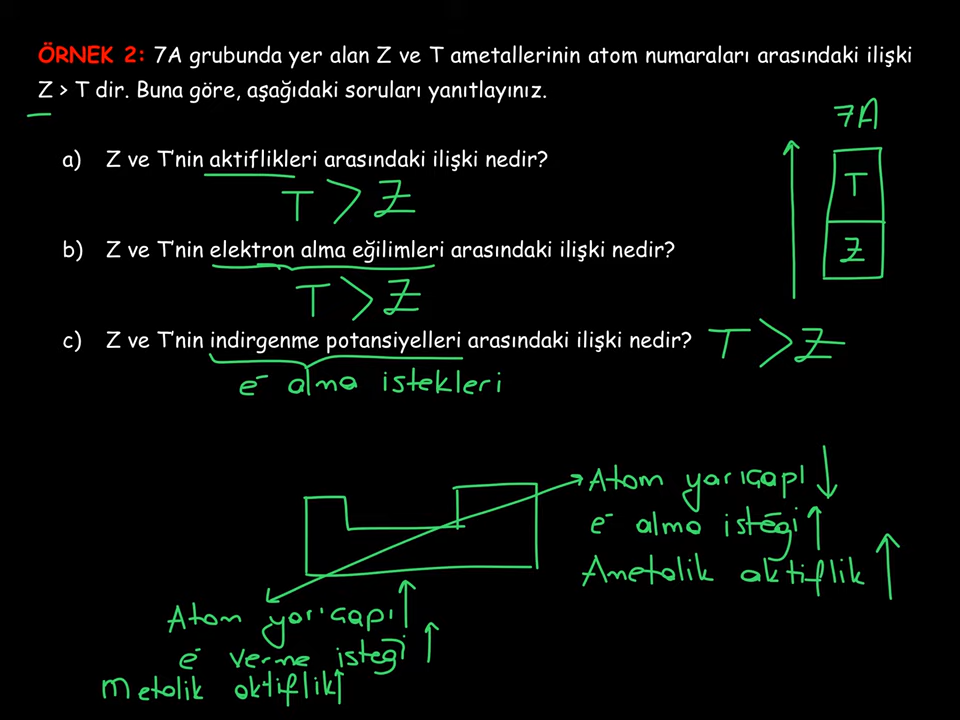 ÖRNEK 2: 7A grubunda yer alan Z ve T ametallerinin atom numaraları arasındaki ilişki
Z > T dir. Buna göre, aşağıdaki soruları yanıtlayınız.
7A
a) Z ve T'nin aktiflikleri arasındaki ilişki nedir?
T > Z
T
Z
b) Z ve T'nin elektron alma eğilimleri arasındaki ilişki nedir?
T > Z
c) Z ve T'nin indirgenme potansiyelleri arasındaki ilişki nedir? T > Z
e⁻ alma istekleri
Atom yarıçapı ↓
e⁻ alma isteği ↑
Ametalik aktiflik ↑
Atom yarıçapı ↑
e⁻ verme isteği ↑
Metalik aktiflik ↑